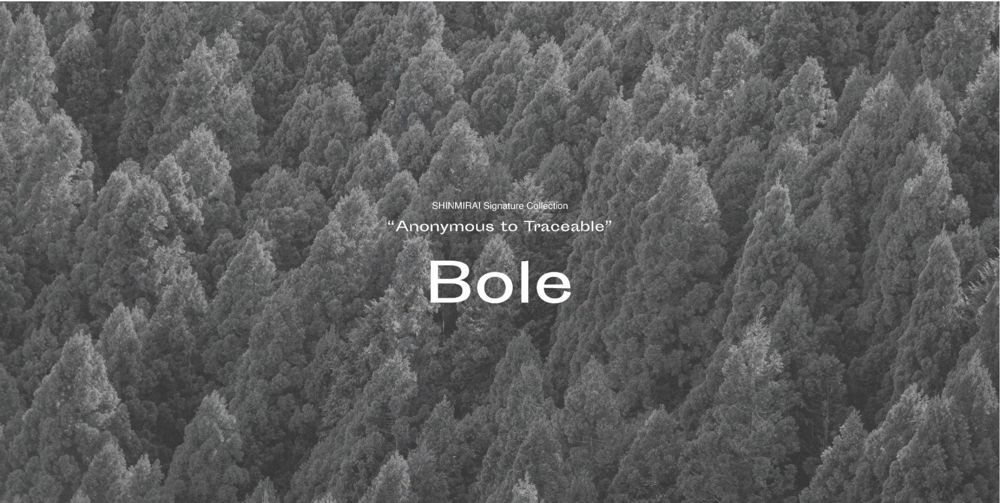 SHINMIRAI Signature Collection
“Anonymous to Traceable”
Bole